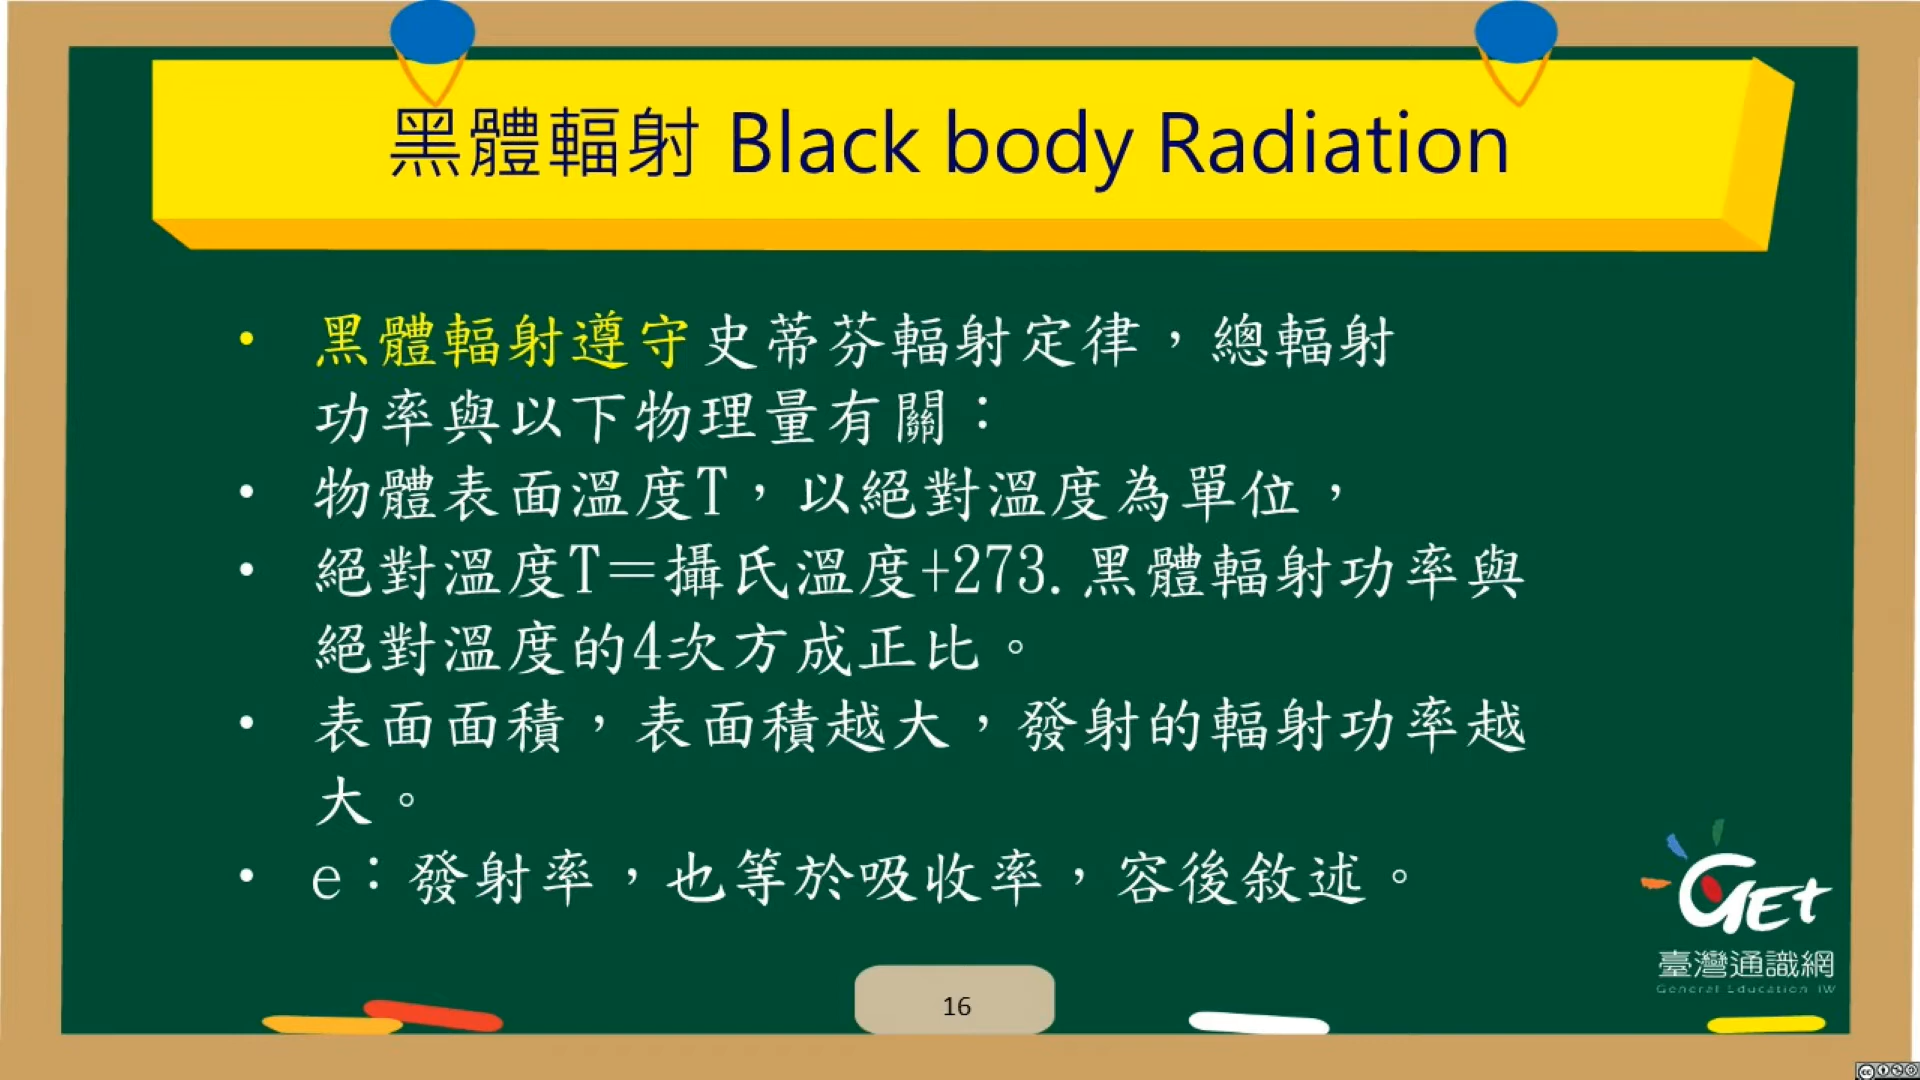 黑體輻射 Black body Radiation
• 黑體輻射遵守史蒂芬輻射定律，總輻射
功率與以下物理量有關：
• 物體表面溫度T，以絕對溫度為單位，
• 絕對溫度T＝攝氏溫度+273.黑體輻射功率與
絕對溫度的4次方成正比。
• 表面面積，表面積越大，發射的輻射功率越
大。
• e：發射率，也等於吸收率，容後敘述。
GET
臺灣通識網
General Education TW
16